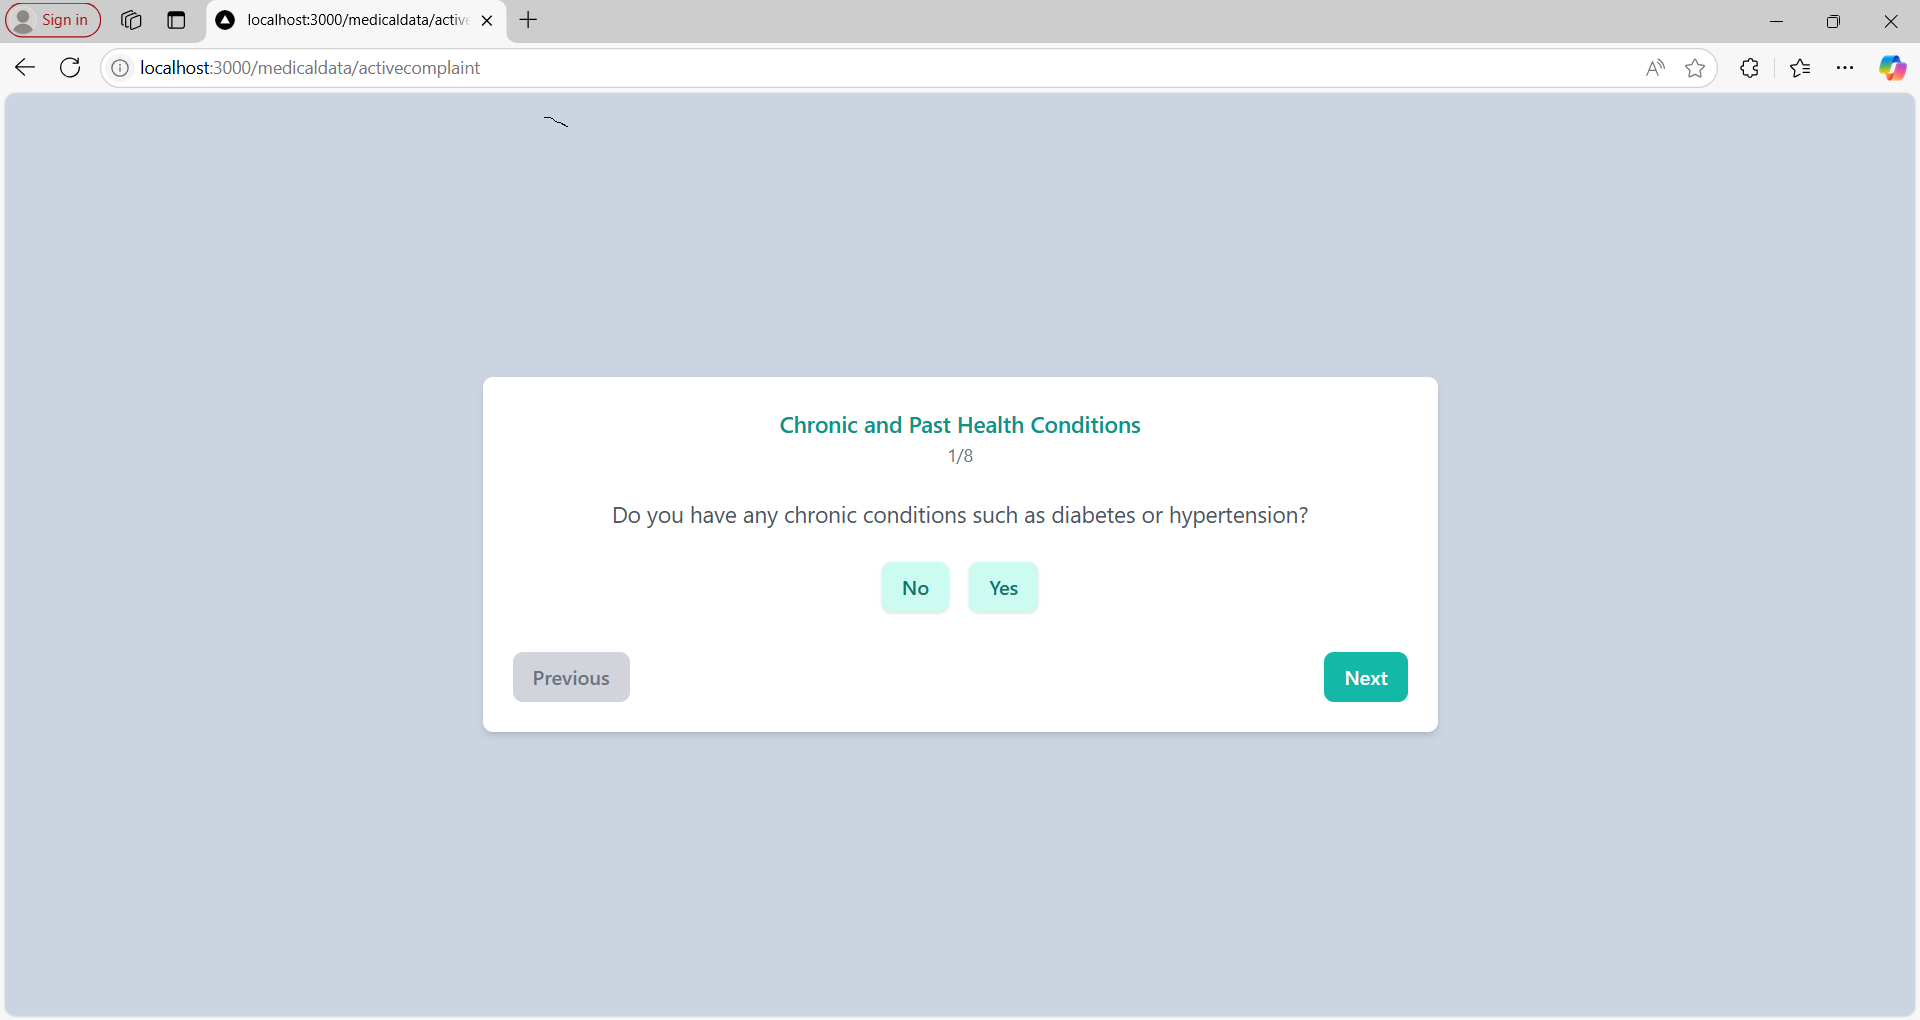 Sign in
localhost:3000/medicaldata/active
localhost:3000/medicaldata/activecomplaint
Chronic and Past Health Conditions
1/8
Do you have any chronic conditions such as diabetes or hypertension?
No Yes
Previous Next